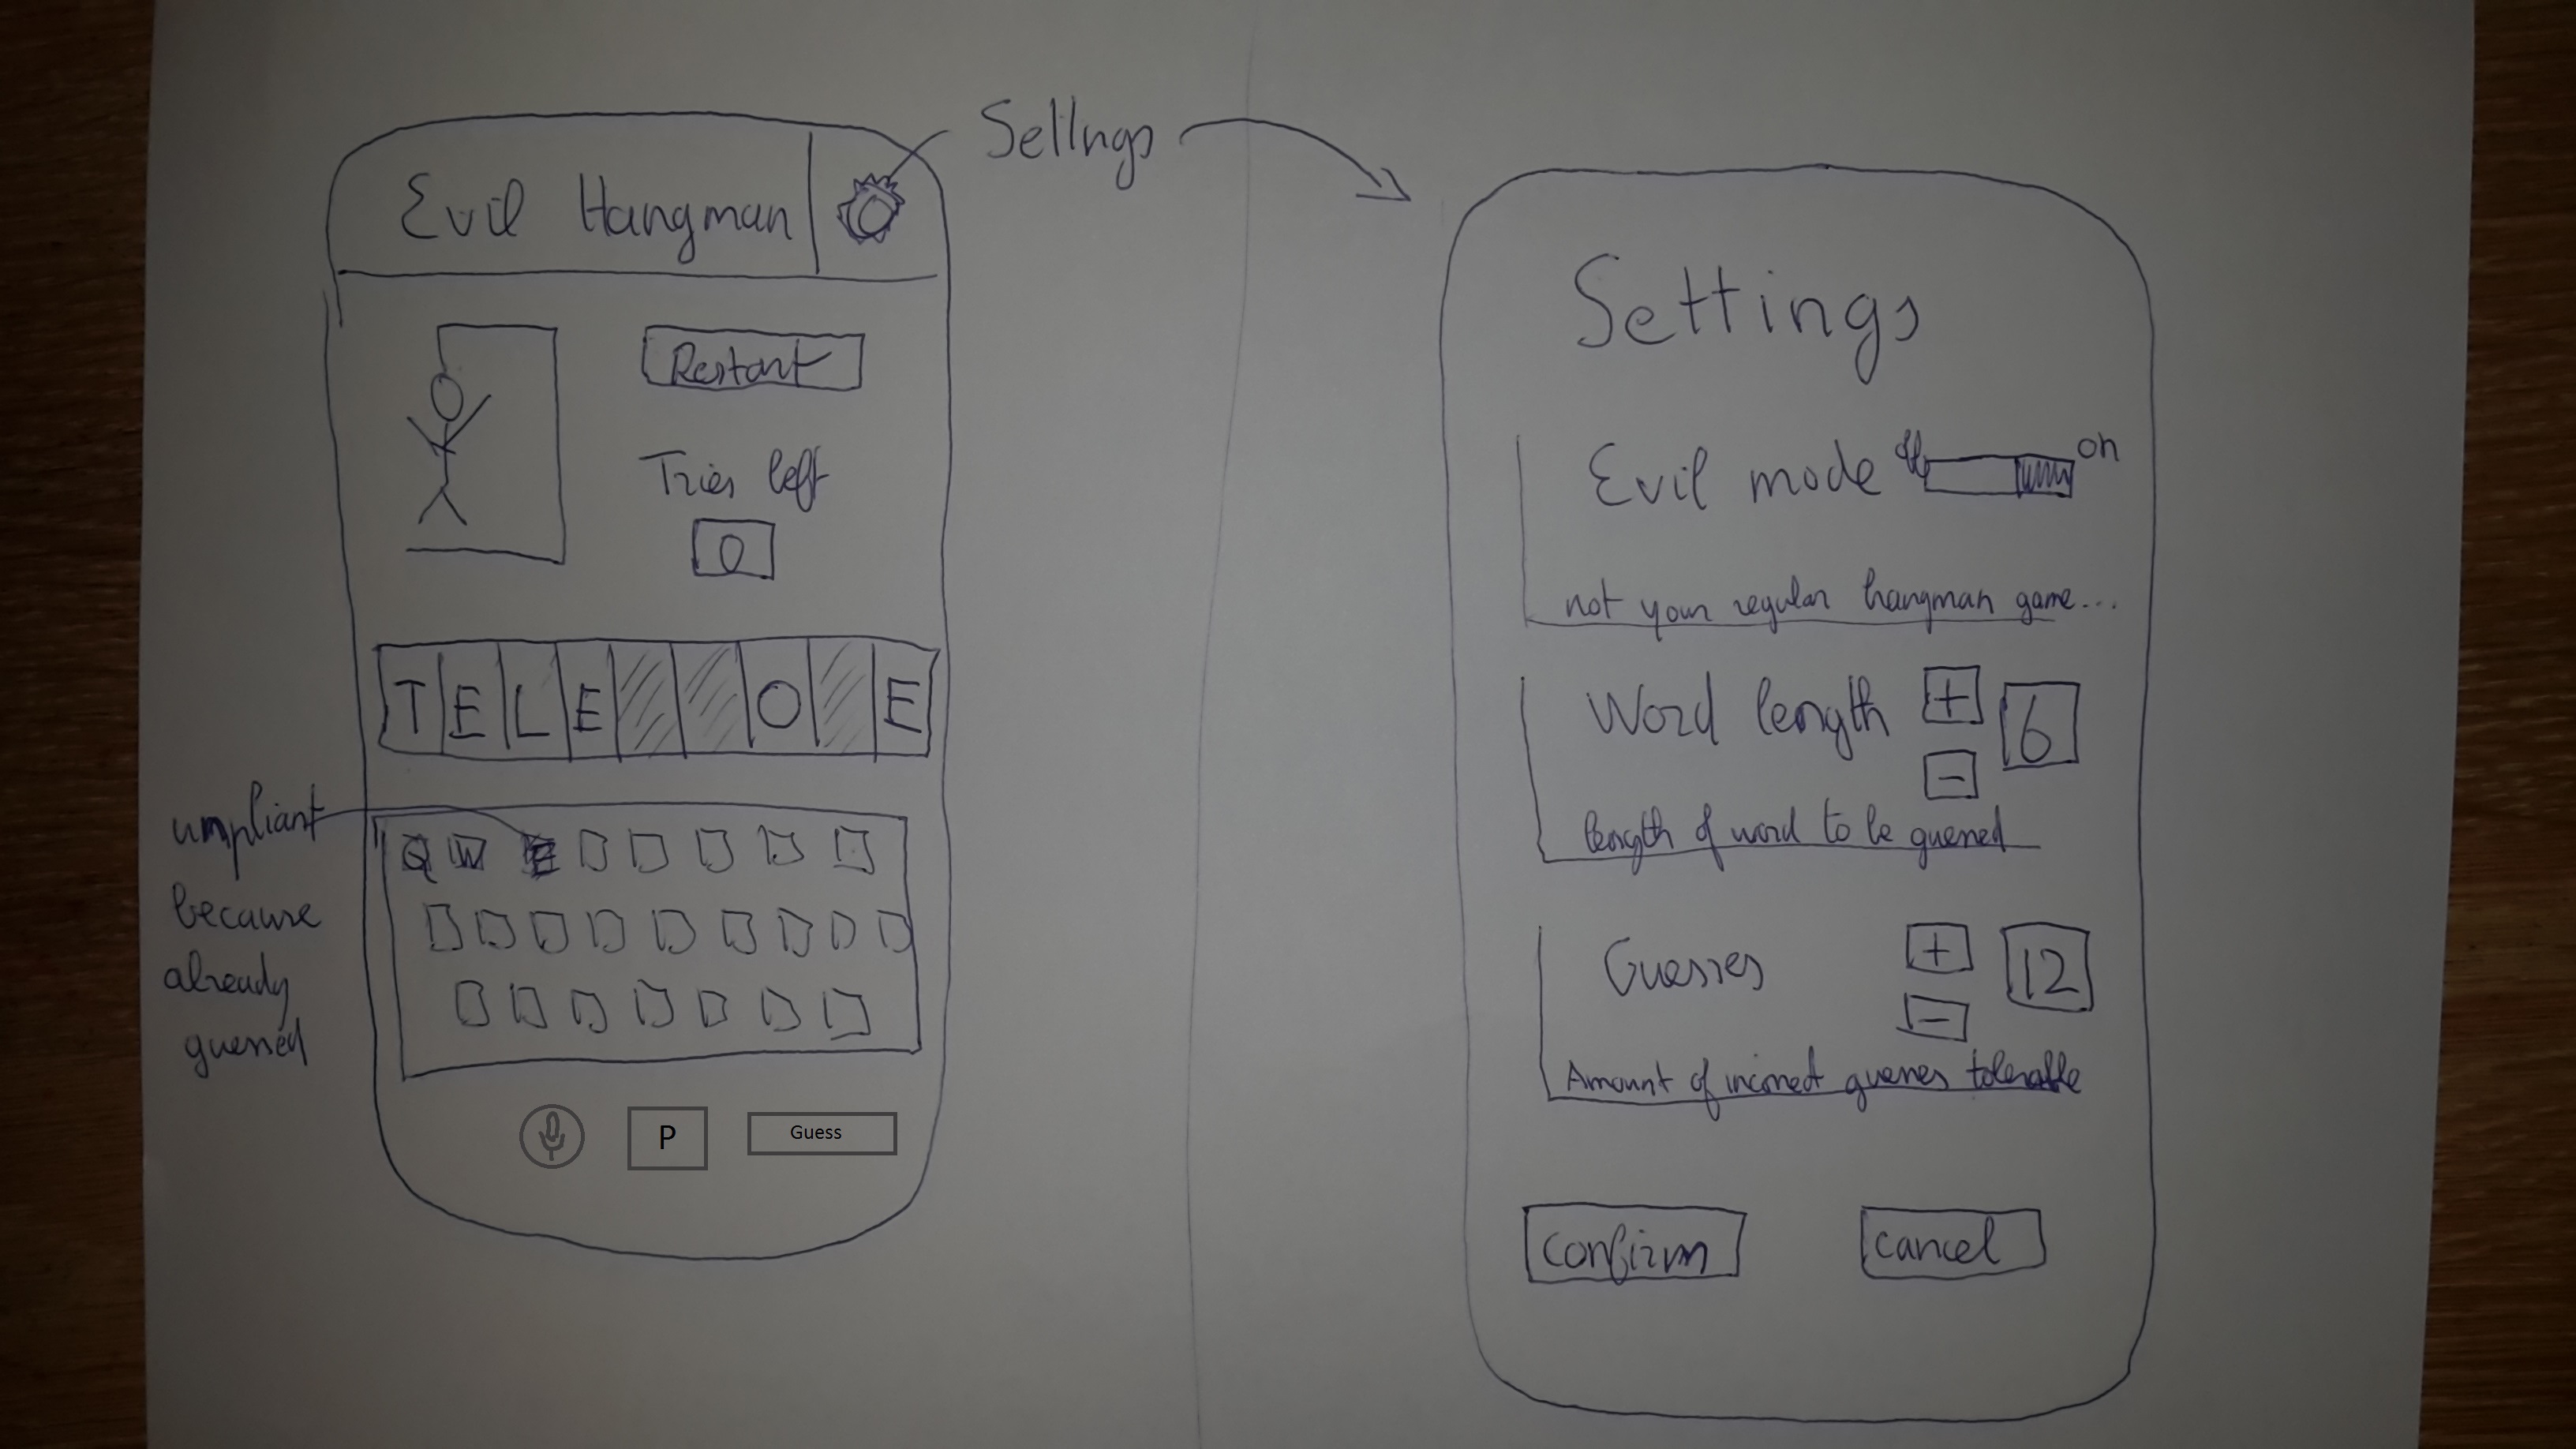 Settings
Evil Hangman
Restart
Tries left
0
T E L E O E
umpliant
because
already
guessed
Q W E
P
Guess
Settings
Evil mode off on
not your regular hangman game...
Word length + 6
-
length of word to be guessed
Guesses + 12
-
Amount of incorrect guesses tolerable
confirm cancel